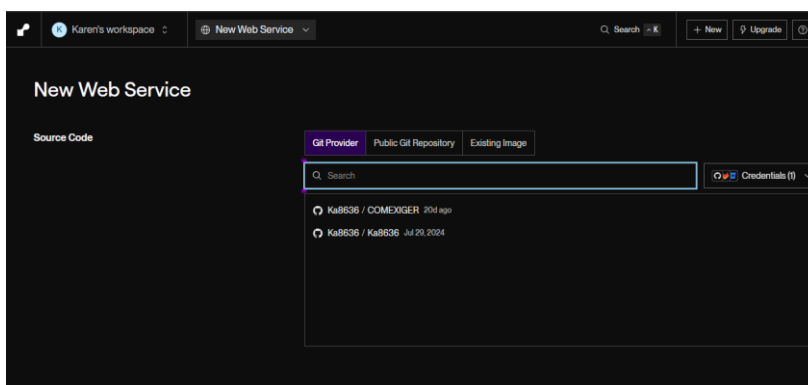 K Karen's workspace New Web Service Search ^ K + New Upgrade
New Web Service
Source Code
Git Provider Public Git Repository Existing Image
Search Credentials (1)
Ka8636 / COMEXIGER 20d ago
Ka8636 / Ka8636 Jul 29, 2024